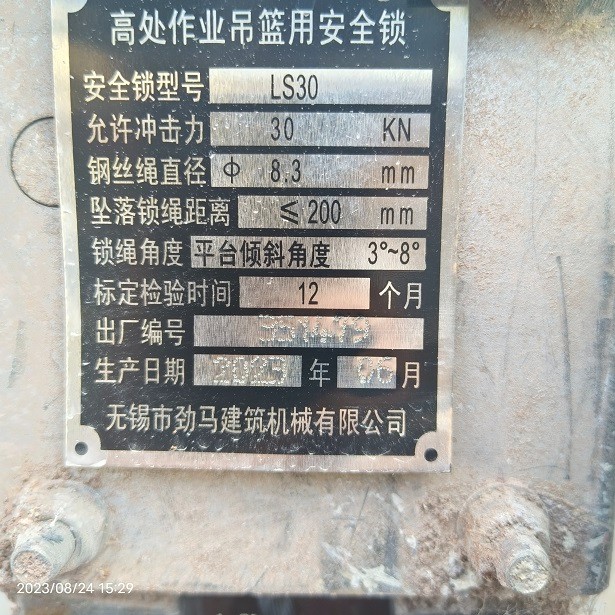 高处作业吊篮用安全锁
安全锁型号 LS30
允许冲击力 30 KN
钢丝绳直径 Φ 8.3 mm
坠落锁绳距离 ≤200 mm
锁绳角度 平台倾斜角度 3°~8°
标定检验时间 12 个月
出厂编号
生产日期 2023 年 06 月
无锡市劲马建筑机械有限公司
2023/08/24 15:29